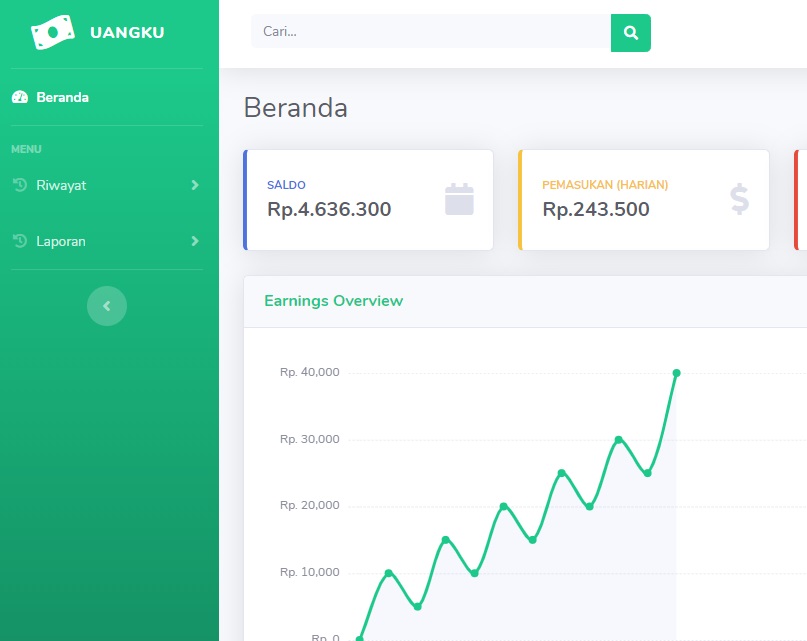 UANGKU
Cari...
Beranda
MENU
Riwayat
Laporan
Beranda
SALDO
Rp.4.636.300
PEMASUKAN (HARIAN)
Rp.243.500
Earnings Overview
Rp. 40,000
Rp. 30,000
Rp. 20,000
Rp. 10,000
Rp. 0